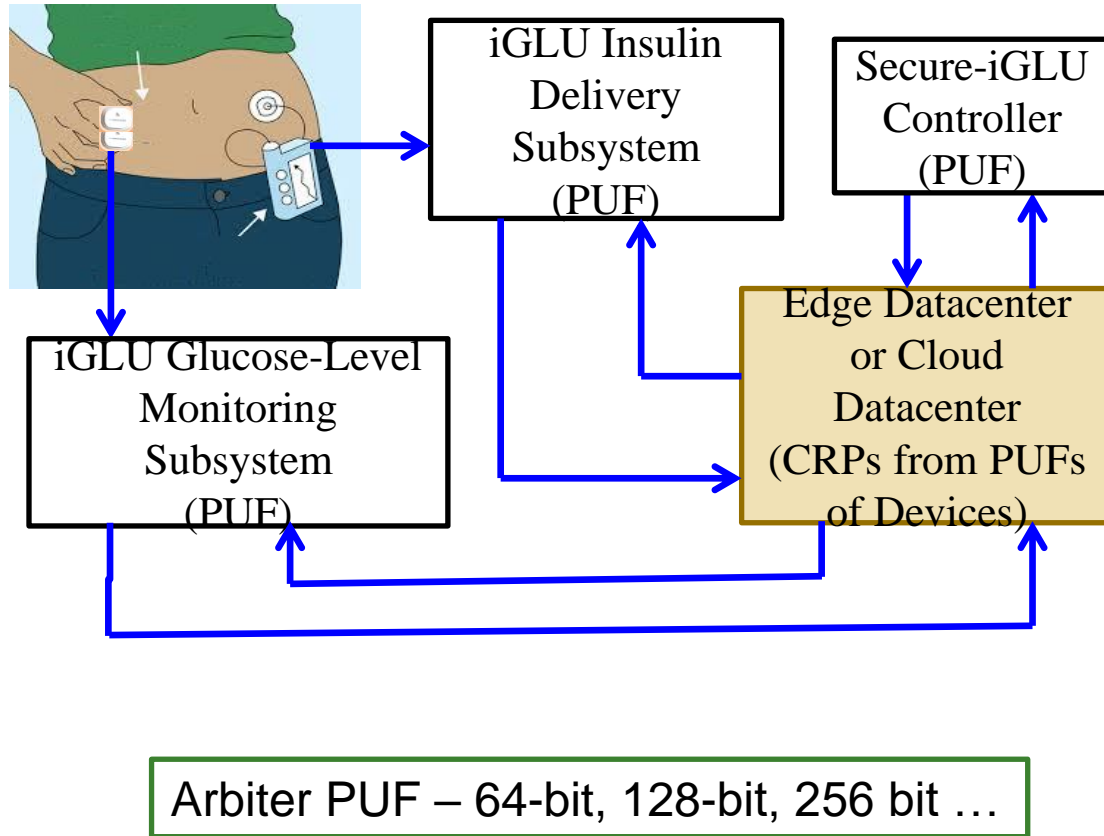 iGLU Insulin
Delivery
Subsystem
(PUF)
Secure-iGLU
Controller
(PUF)
iGLU Glucose-Level
Monitoring
Subsystem
(PUF)
Edge Datacenter
or Cloud
Datacenter
(CRPs from PUFs
of Devices)
Arbiter PUF – 64-bit, 128-bit, 256 bit …